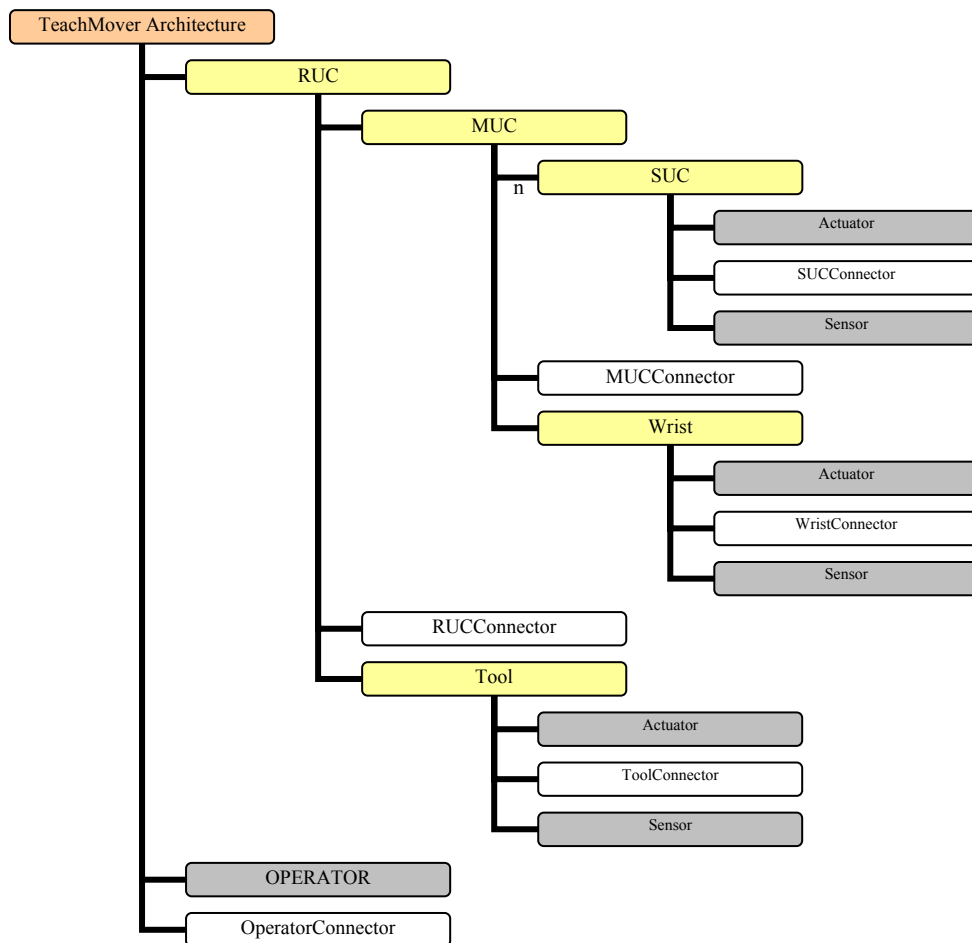 TeachMover Architecture
RUC
MUC
SUC
n
Actuator
SUCConnector
Sensor
MUCConnector
Wrist
Actuator
WristConnector
Sensor
RUCConnector
Tool
Actuator
ToolConnector
Sensor
OPERATOR
OperatorConnector